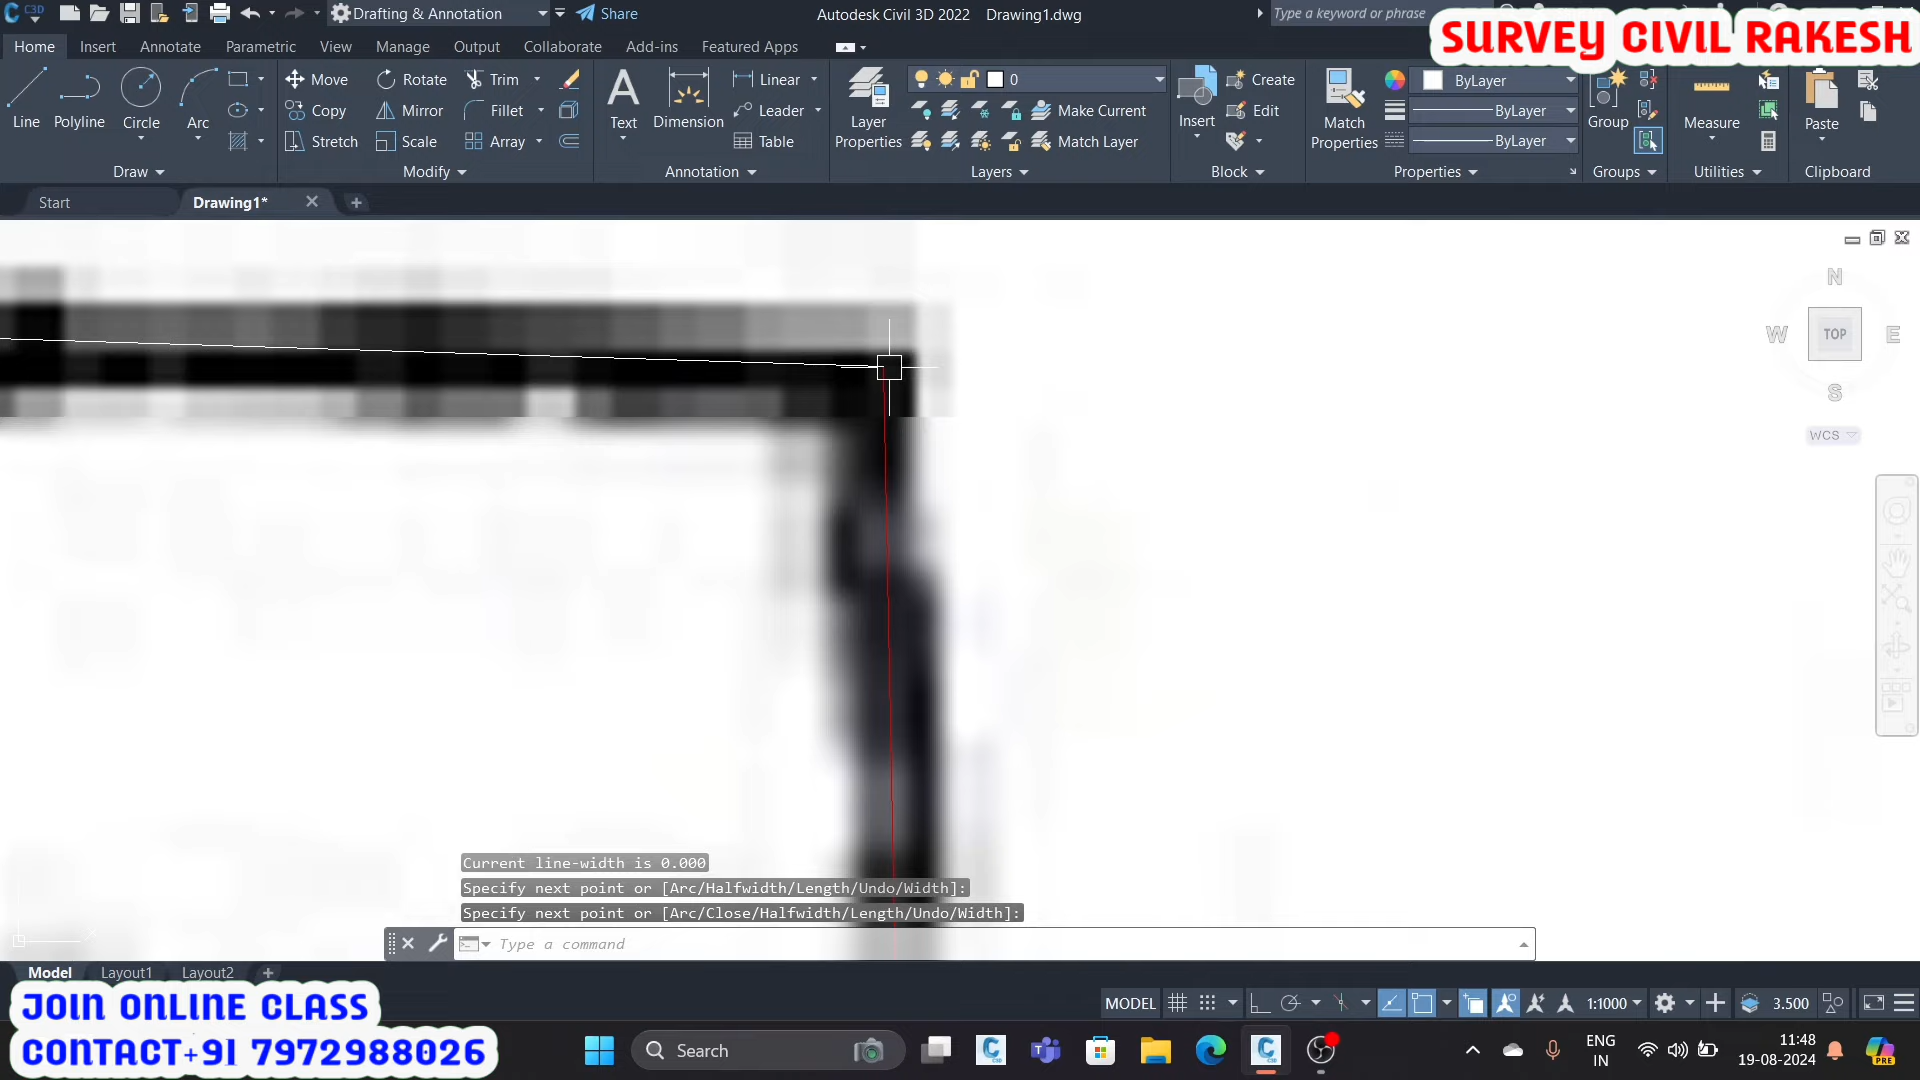 C3D
Drafting & Annotation
Share
Autodesk Civil 3D 2022 Drawing1.dwg
Type a keyword or phrase
SURVEY CIVIL RAKESH
Home Insert Annotate Parametric View Manage Output Collaborate Add-ins Featured Apps
Line Polyline Circle Arc
Move Rotate Trim
Copy Mirror Fillet
Stretch Scale Array
Text Dimension
Linear
Leader
Table
Layer Properties
0
Make Current
Match Layer
Insert
Create
Edit
Match Properties
ByLayer
ByLayer
ByLayer
Group
Measure
Paste
Draw Modify Annotation Layers Block Properties Groups Utilities Clipboard
Start Drawing1*
N
W TOP E
S
WCS
Current line-width is 0.000
Specify next point or [Arc/Halfwidth/Length/Undo/Width]:
Specify next point or [Arc/Close/Halfwidth/Length/Undo/Width]:
Type a command
Model Layout1 Layout2
JOIN ONLINE CLASS
CONTACT+91 7972988026
MODEL 1:1000 3.500
Search
ENG
IN
11:48
19-08-2024
PRE